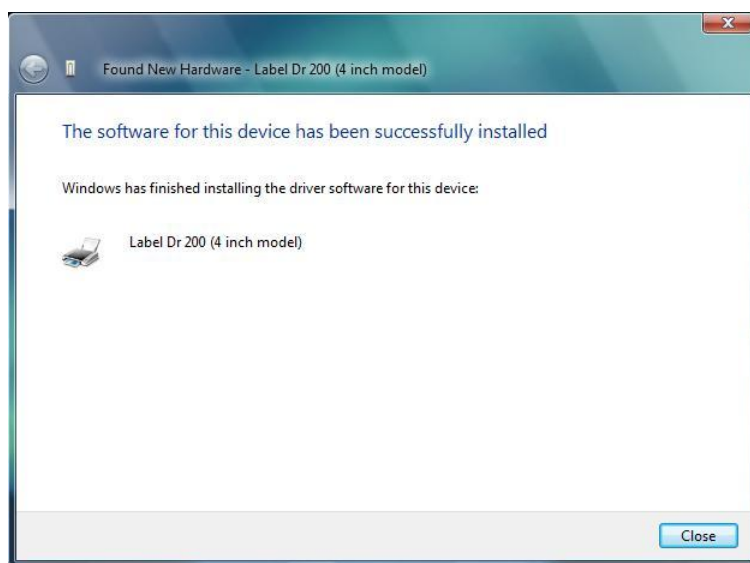 Found New Hardware - Label Dr 200 (4 inch model)
The software for this device has been successfully installed
Windows has finished installing the driver software for this device:
Label Dr 200 (4 inch model)
Close